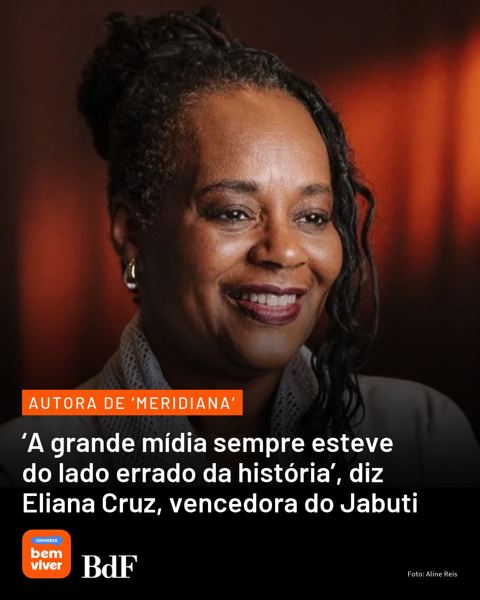 AUTORA DE ‘MERIDIANA’
‘A grande mídia sempre esteve
do lado errado da história’, diz
Eliana Cruz, vencedora do Jabuti
CONVERSA
bem
viver
BdF
Foto: Aline Reis